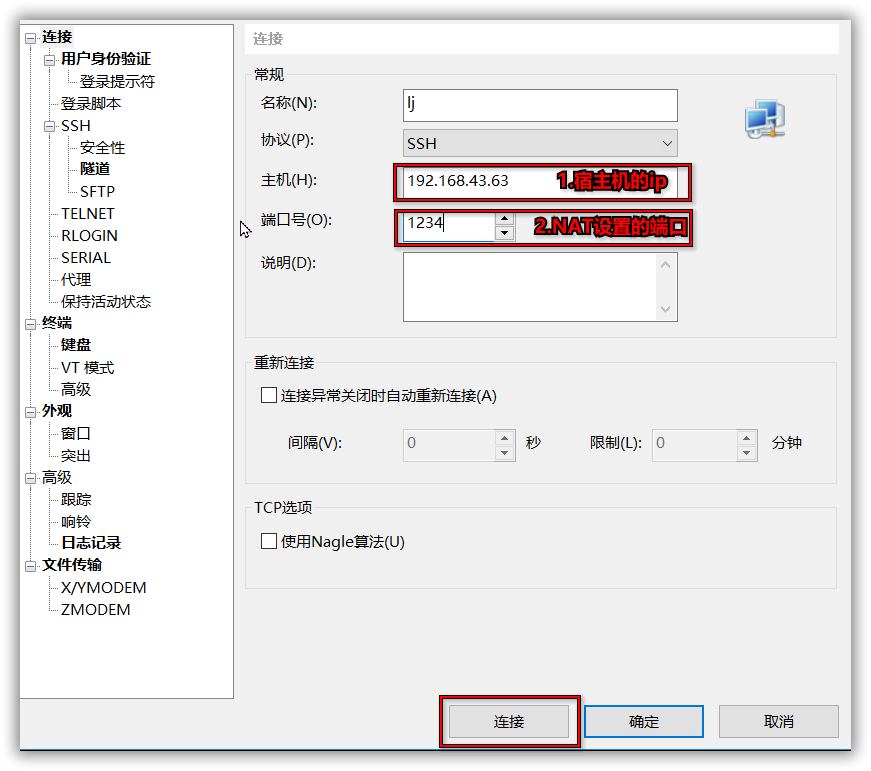 连接
用户身份验证
登录提示符
登录脚本
SSH
安全性
隧道
SFTP
TELNET
RLOGIN
SERIAL
代理
保持活动状态
终端
键盘
VT 模式
高级
外观
窗口
突出
高级
跟踪
响铃
日志记录
文件传输
X/YMODEM
ZMODEM
连接
常规
名称(N): lj
协议(P): SSH
主机(H): 192.168.43.63 1.宿主机的ip
端口号(O): 1234 2.NAT设置的端口
说明(D):
重新连接
连接异常关闭时自动重新连接(A)
间隔(V): 0 秒 限制(L): 0 分钟
TCP选项
使用Nagle算法(U)
连接 确定 取消